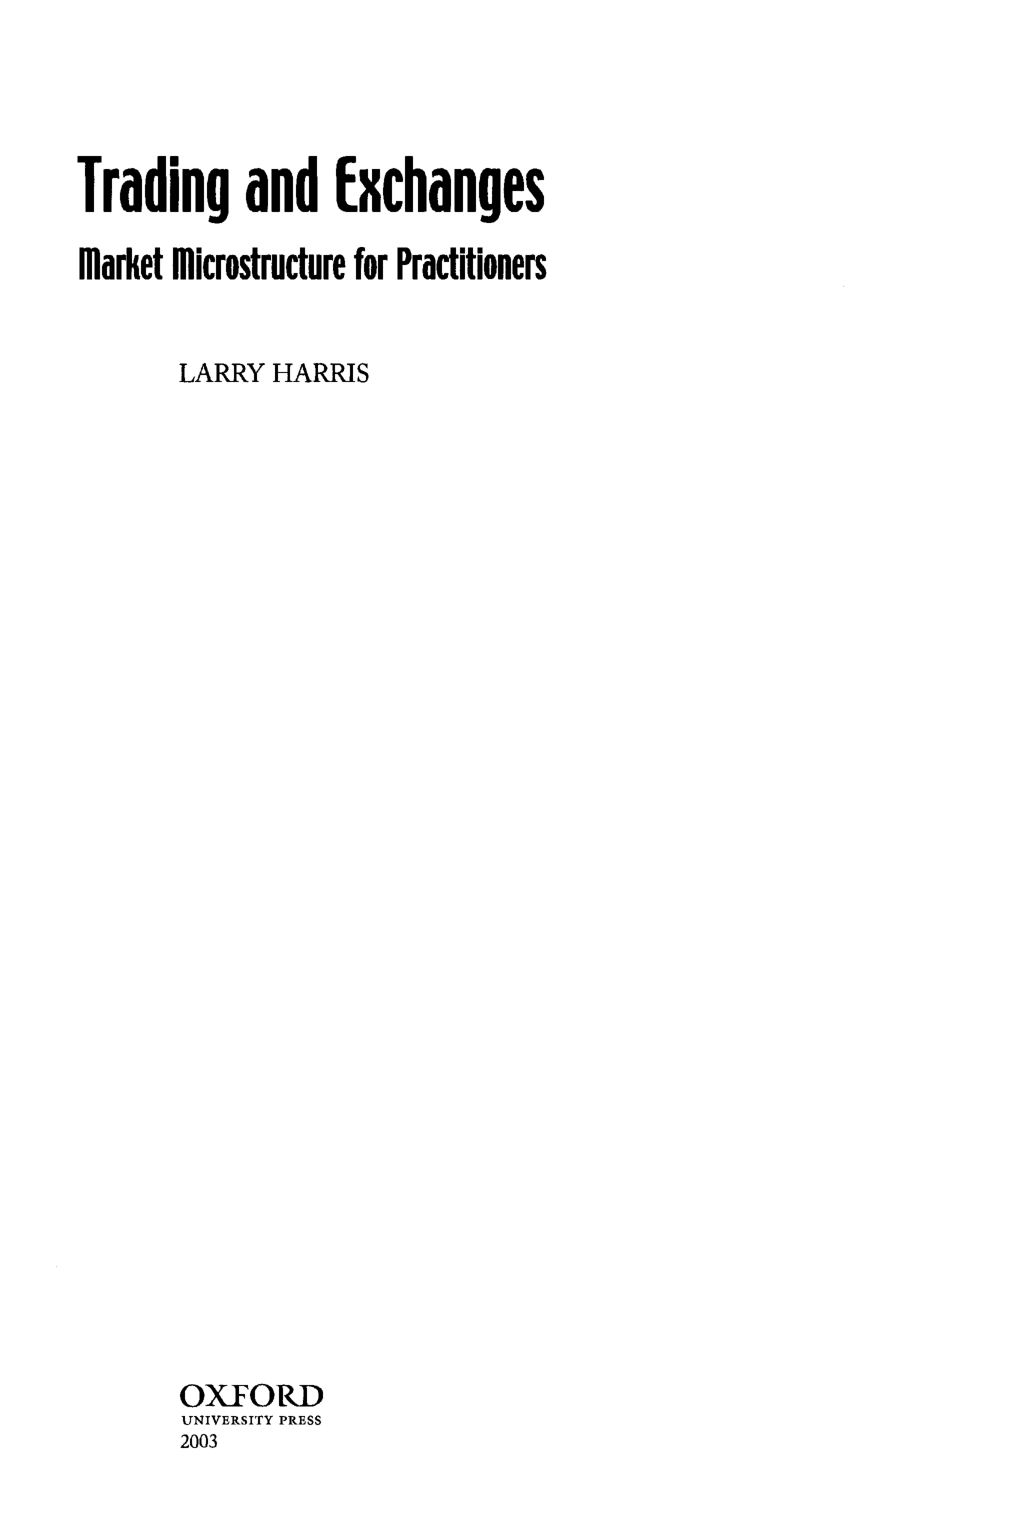 Trading and Exchanges
Market Microstructure for Practitioners
LARRY HARRIS
OXFORD
UNIVERSITY PRESS
2003